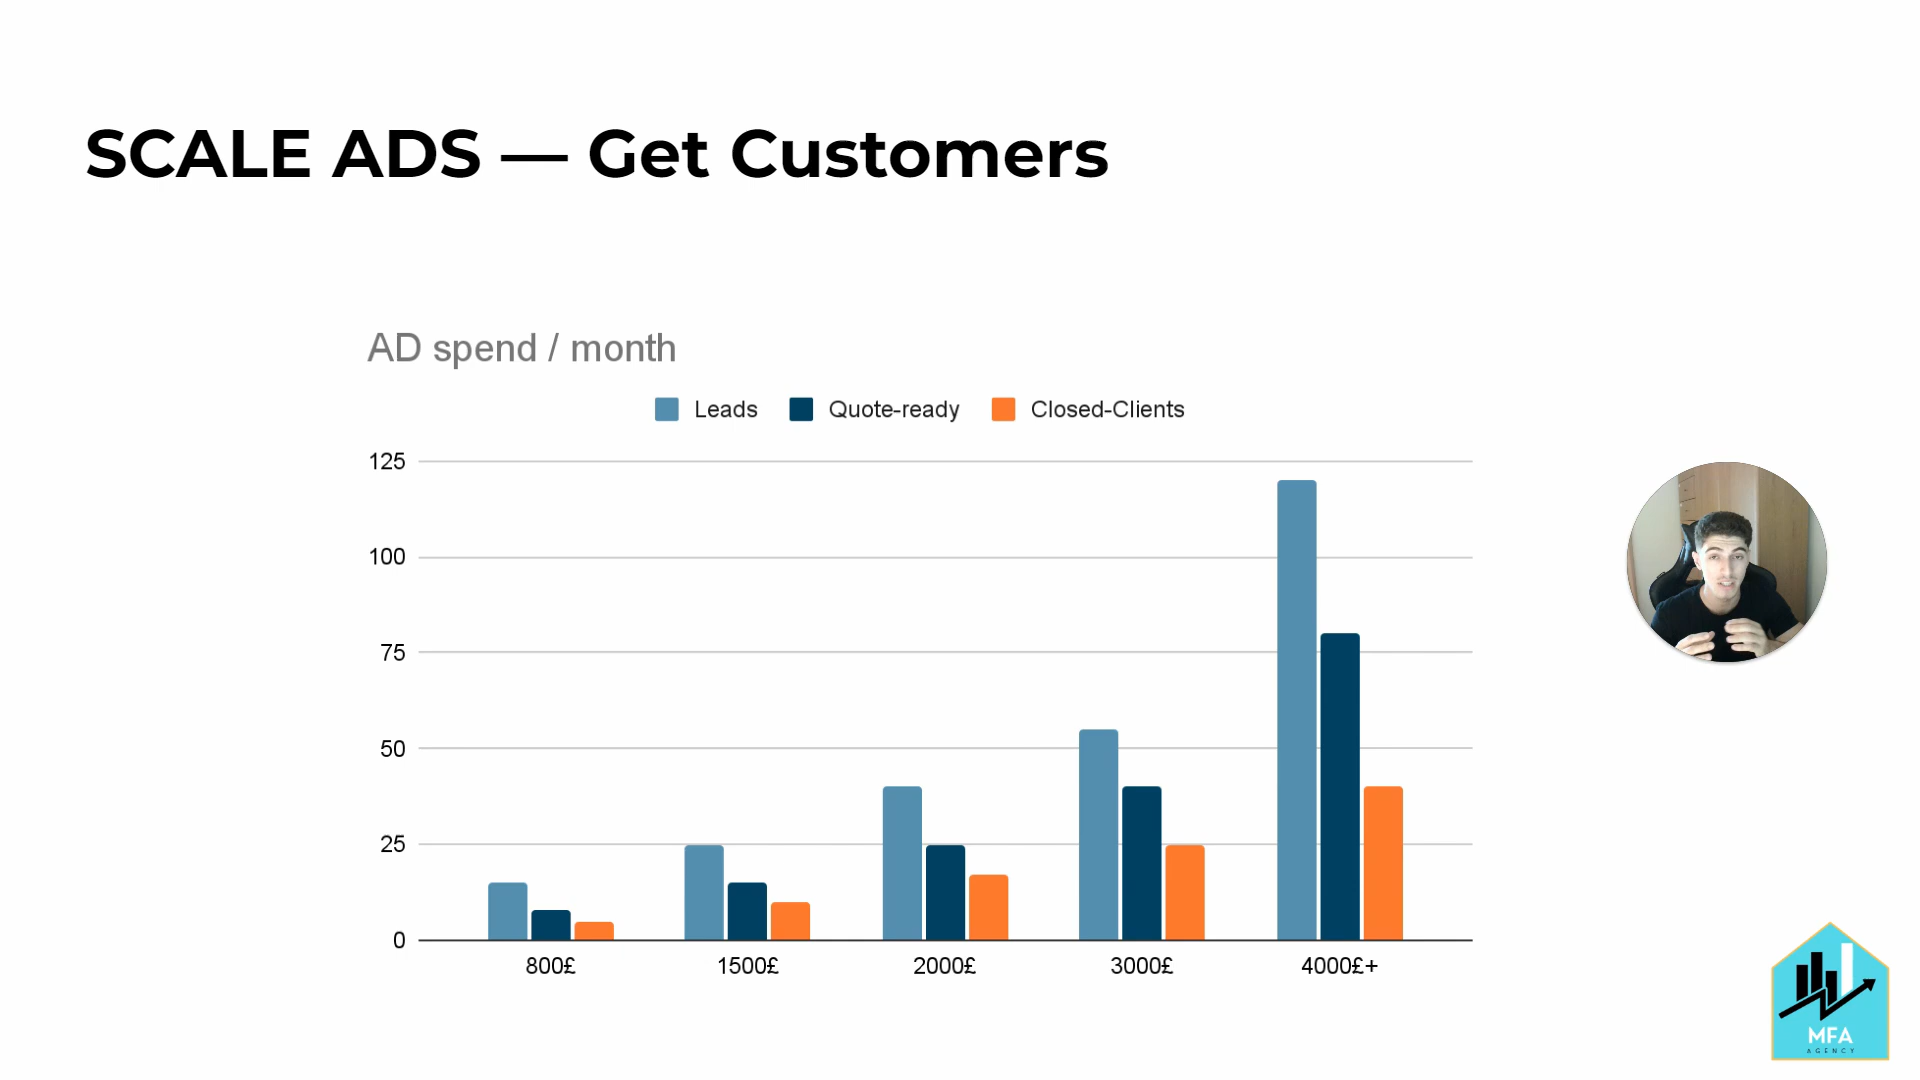 SCALE ADS — Get Customers
AD spend / month
Leads Quote-ready Closed-Clients
125
100
75
50
25
0
800£ 1500£ 2000£ 3000£ 4000£+
MFA
AGENCY